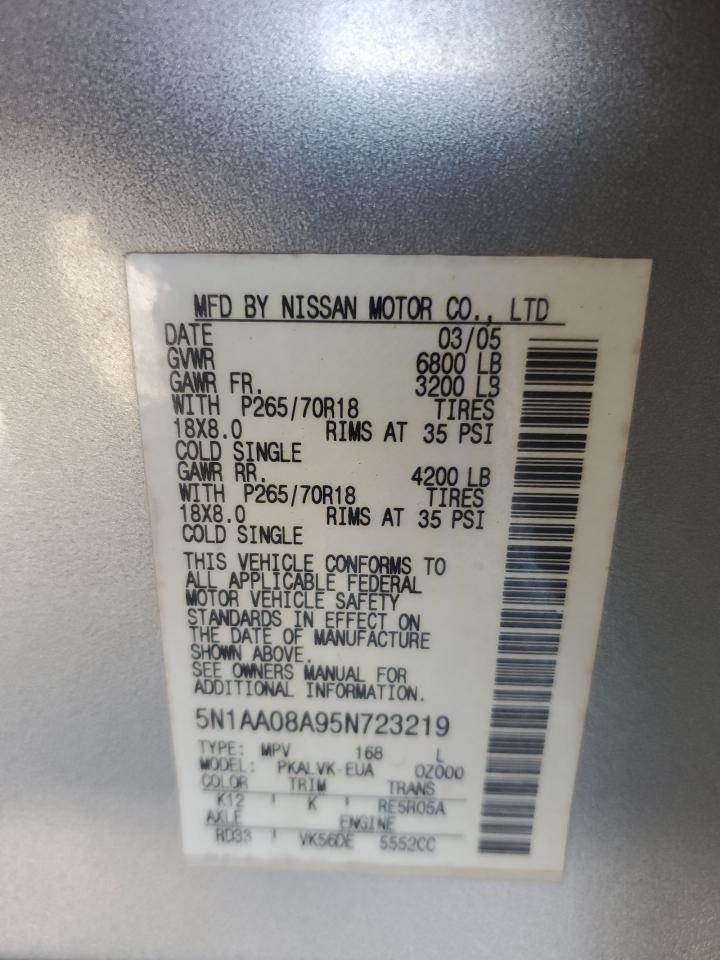 MFD BY NISSAN MOTOR CO., LTD
DATE 03/05
GVWR 6800 LB
GAWR FR. 3200 LB
WITH P265/70R18 TIRES
18X8.0 RIMS AT 35 PSI
COLD SINGLE
GAWR RR. 4200 LB
WITH P265/70R18 TIRES
18X8.0 RIMS AT 35 PSI
COLD SINGLE
THIS VEHICLE CONFORMS TO
ALL APPLICABLE FEDERAL
MOTOR VEHICLE SAFETY
STANDARDS IN EFFECT ON
THE DATE OF MANUFACTURE
SHOWN ABOVE.
SEE OWNERS MANUAL FOR
ADDITIONAL INFORMATION.
5N1AA08A95N723219
TYPE: MPV 168 L
MODEL: PKALVK-EUA 0Z000
COLOR TRIM TRANS
K12 K RE5R05A
AXLE ENGINE
RD33 VK56DE 5552CC